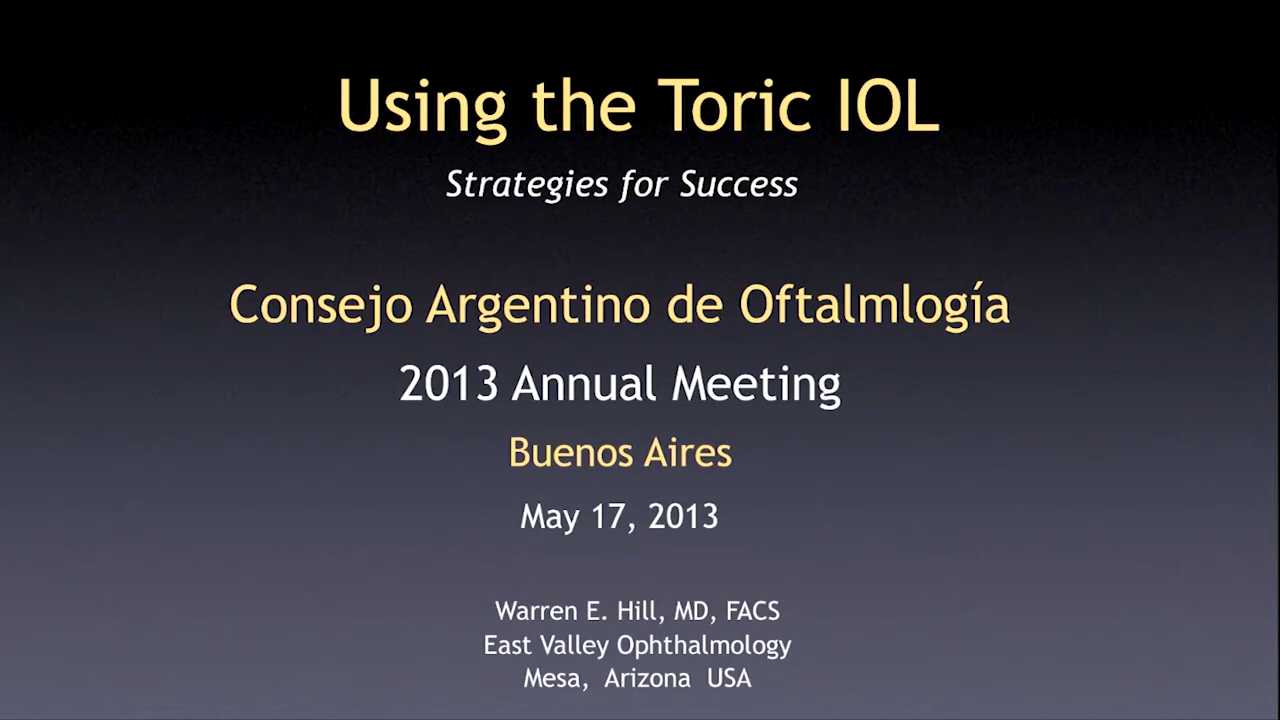 Using the Toric IOL
Strategies for Success
Consejo Argentino de Oftalmlogía
2013 Annual Meeting
Buenos Aires
May 17, 2013
Warren E. Hill, MD, FACS
East Valley Ophthalmology
Mesa, Arizona USA